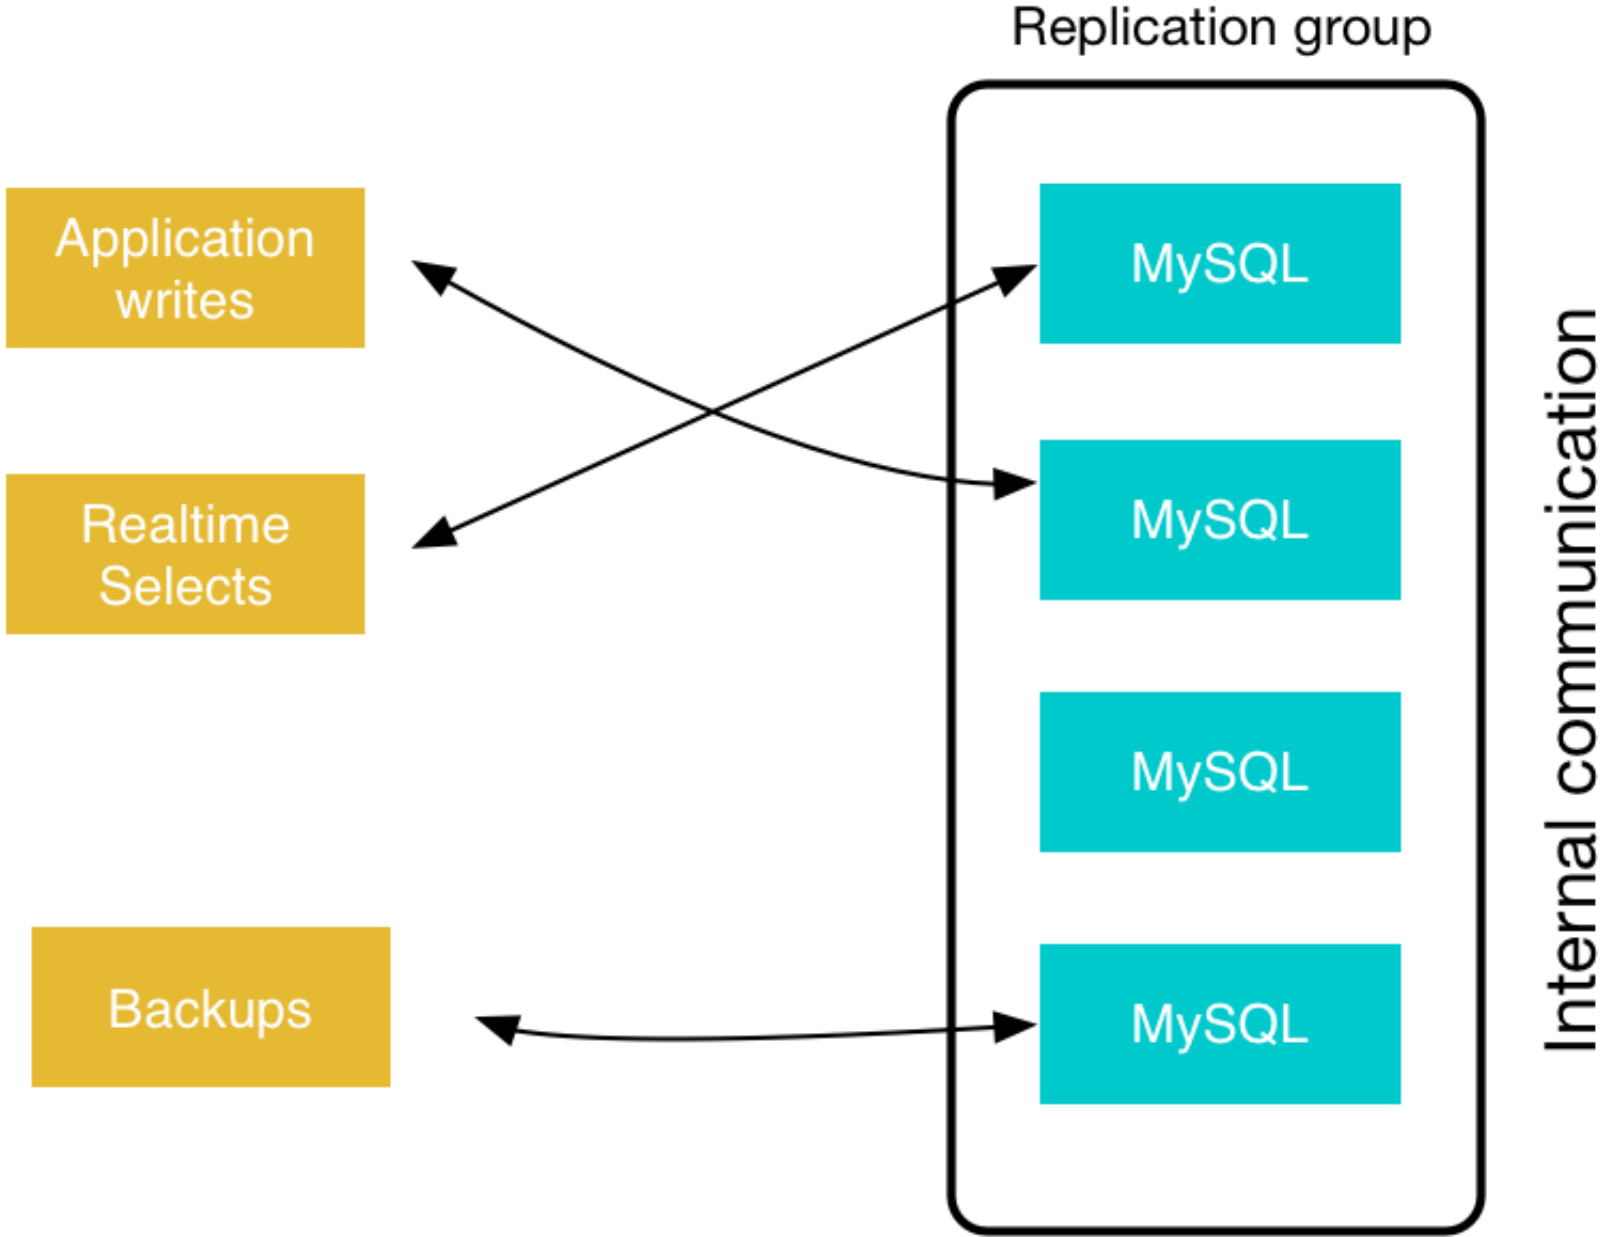 Replication group
Application
writes
Realtime
Selects
Backups
MySQL
MySQL
MySQL
MySQL
Internal communication